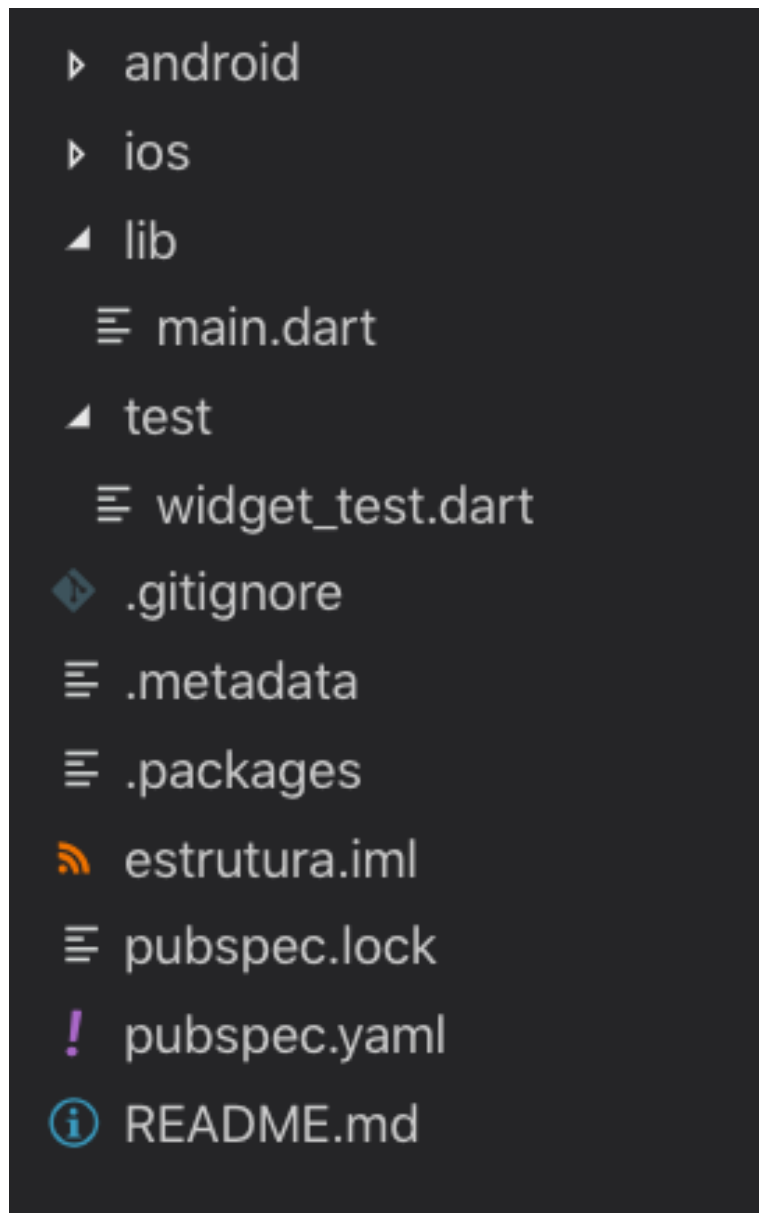 android
ios
lib
main.dart
test
widget_test.dart
.gitignore
.metadata
.packages
estrutura.iml
pubspec.lock
pubspec.yaml
README.md